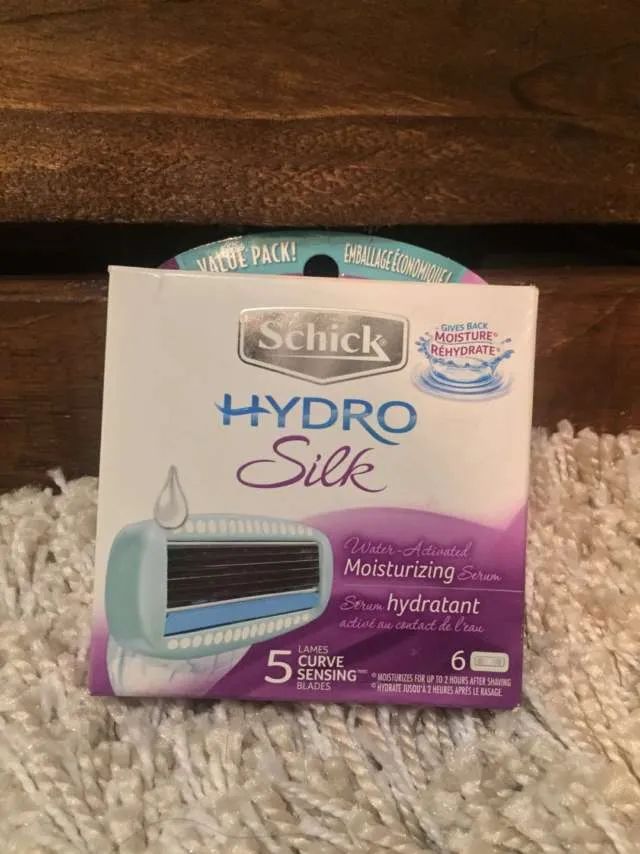 VALUE PACK!
EMBALLAGE ÉCONOMIQUE!
Schick
GIVES BACK
MOISTURE*
RÉHYDRATE*
HYDRO
Silk
Water-Activated
Moisturizing Serum
Sérum hydratant
activé au contact de l'eau
5
LAMES
CURVE
SENSING
BLADES
6
*MOISTURIZES FOR UP TO 2 HOURS AFTER SHAVING
*HYDRATE JUSQU'À 2 HEURES APRÈS LE RASAGE.